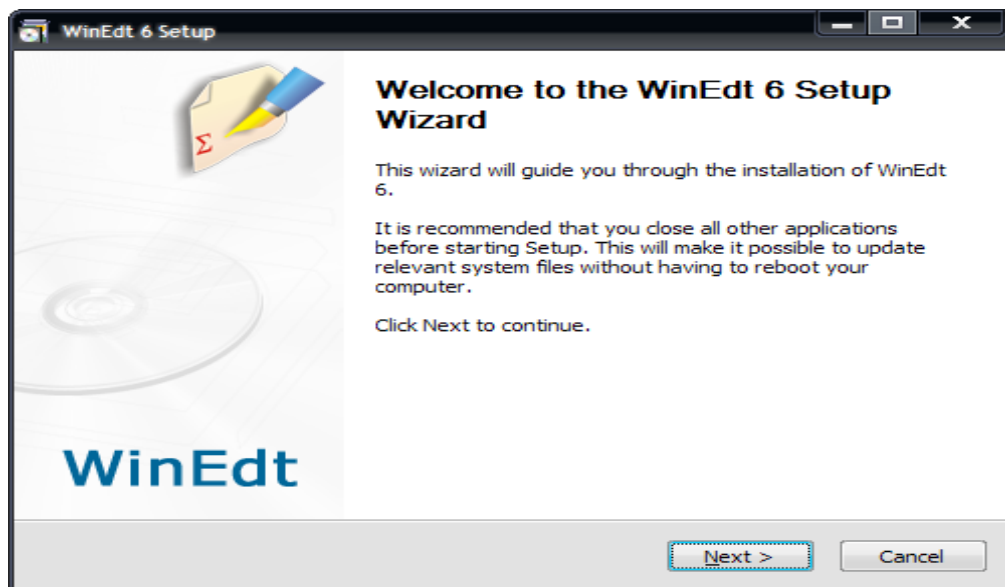 WinEdt 6 Setup
Σ
Welcome to the WinEdt 6 Setup
Wizard
This wizard will guide you through the installation of WinEdt
6.
It is recommended that you close all other applications
before starting Setup. This will make it possible to update
relevant system files without having to reboot your
computer.
Click Next to continue.
WinEdt
Next >
Cancel